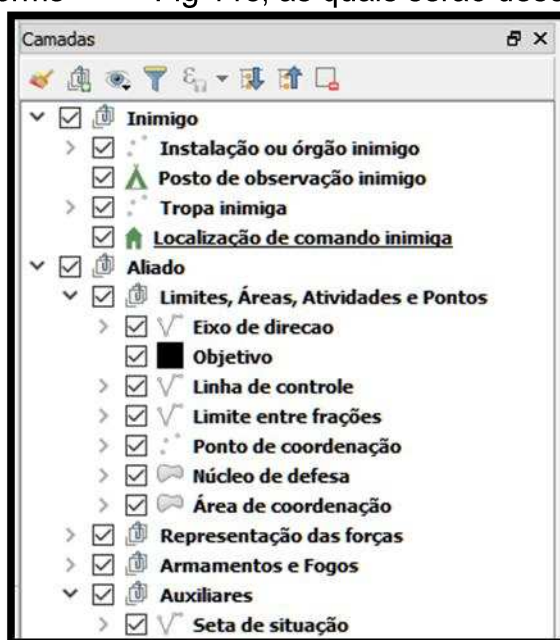 Camadas
Inimigo
Instalação ou órgão inimigo
Posto de observação inimigo
Tropa inimiga
Localização de comando inimiga
Aliado
Limites, Áreas, Atividades e Pontos
Eixo de direcao
Objetivo
Linha de controle
Limite entre frações
Ponto de coordenação
Núcleo de defesa
Área de coordenação
Representação das forças
Armamentos e Fogos
Auxiliares
Seta de situação